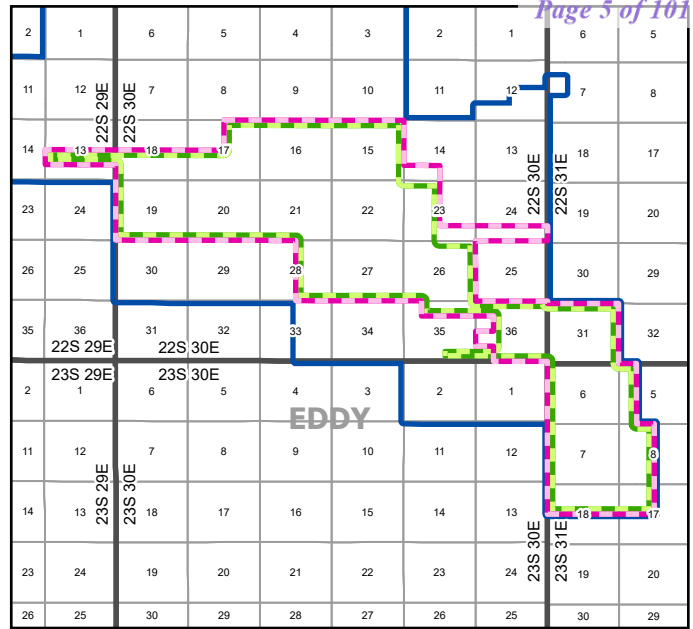 Page 5 of 101
2 1 6 5 4 3 2 1 6 5
11 12 7 8 9 10 11 12 7 8
22S 29E 22S 30E
14 13 18 17 16 15 14 13 18 17
22S 30E 22S 31E
23 24 19 20 21 22 23 24 19 20
26 25 30 29 28 27 26 25 30 29
35 36 31 32 33 34 35 36 31 32
22S 29E 22S 30E
23S 29E 23S 30E
2 1 6 5 4 3 2 1 5
EDDY
11 12 7 8 9 10 11 12 7 8
23S 29E 23S 30E
14 13 18 17 16 15 14 13 18 17
23S 30E 23S 31E
23 24 19 20 21 22 23 24 19 20
26 25 30 29 28 27 26 25 30 29